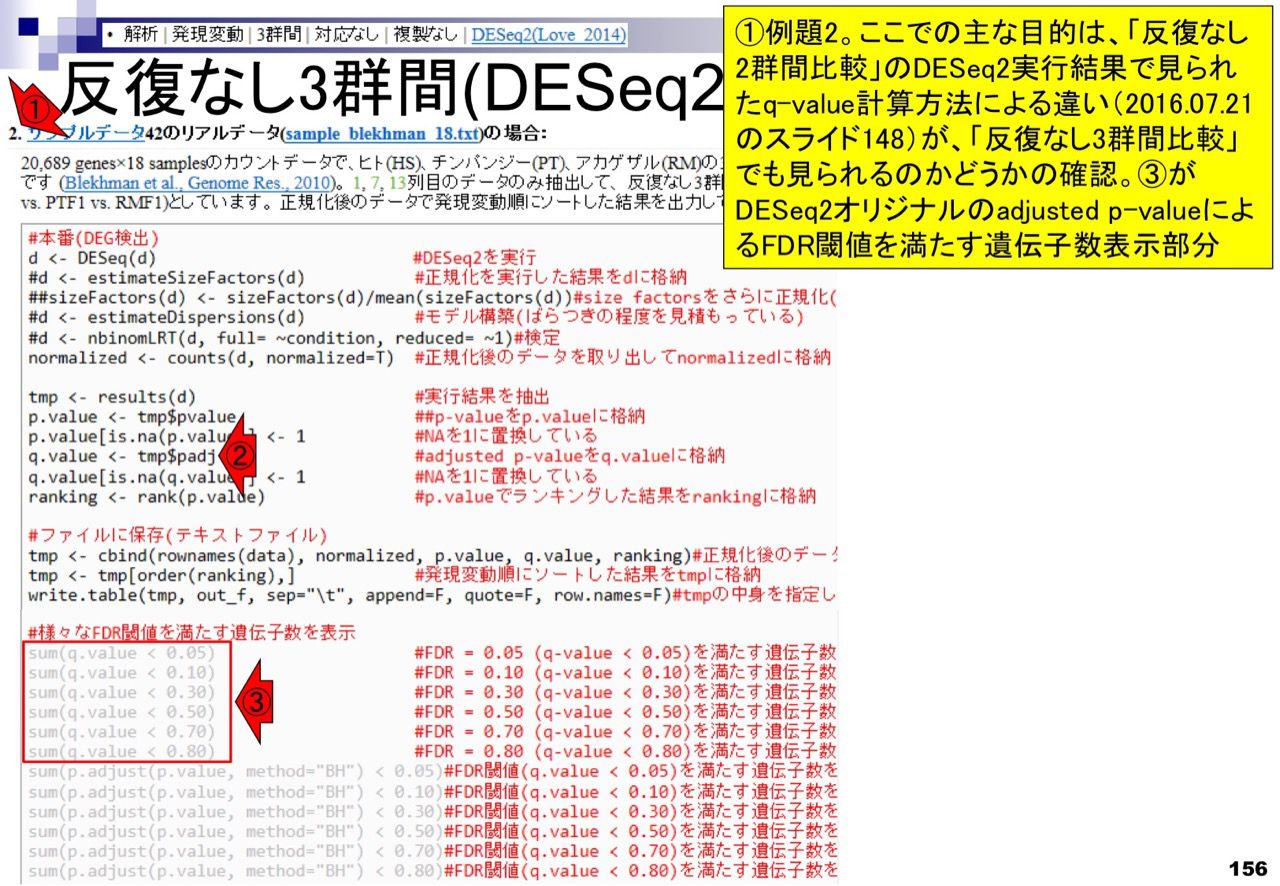 • 解析 | 発現変動 | 3群間 | 対応なし | 複製なし | DESeq2(Love_2014)
反復なし3群間(DESeq2
①
①例題2。ここでの主な目的は、「反復なし
2群間比較」のDESeq2実行結果で見られ
たq-value計算方法による違い（2016.07.21
のスライド148）が、「反復なし3群間比較」
でも見られるのかどうかの確認。③が
DESeq2オリジナルのadjusted p-valueによ
るFDR閾値を満たす遺伝子数表示部分
2. サンプルデータ42のリアルデータ(sample_blekhman_18.txt)の場合：
20,689 genes×18 samplesのカウントデータで、ヒト(HS)、チンパンジー(PT)、アカゲザル(RM)の
です (Blekhman et al., Genome Res., 2010)。1, 7, 13列目のデータのみ抽出して、反復なし3群
vs. PTF1 vs. RMF1)としています。正規化後のデータで発現変動順にソートした結果を出力して
#本番(DEG検出)
d <- DESeq(d) #DESeq2を実行
#d <- estimateSizeFactors(d) #正規化を実行した結果をdに格納
##sizeFactors(d) <- sizeFactors(d)/mean(sizeFactors(d))#size factorsをさらに正規化(
#d <- estimateDispersions(d) #モデル構築(ばらつきの程度を見積もっている)
#d <- nbinomLRT(d, full= ~condition, reduced= ~1)#検定
normalized <- counts(d, normalized=T) #正規化後のデータを取り出してnormalizedに格納
tmp <- results(d) #実行結果を抽出
p.value <- tmp$pvalue ##p-valueをp.valueに格納
p.value[is.na(p.valu ] <- 1 #NAを1に置換している
q.value <- tmp$padj ② #adjusted p-valueをq.valueに格納
q.value[is.na(q.value ] <- 1 #NAを1に置換している
ranking <- rank(p.value) #p.valueでランキングした結果をrankingに格納
#ファイルに保存(テキストファイル)
tmp <- cbind(rownames(data), normalized, p.value, q.value, ranking)#正規化後のデータ
tmp <- tmp[order(ranking),] #発現変動順にソートした結果をtmpに格納
write.table(tmp, out_f, sep="\t", append=F, quote=F, row.names=F)#tmpの中身を指定し
#様々なFDR閾値を満たす遺伝子数を表示
sum(q.value < 0.05) #FDR = 0.05 (q-value < 0.05)を満たす遺伝子数
sum(q.value < 0.10) #FDR = 0.10 (q-value < 0.10)を満たす遺伝子数
sum(q.value < 0.30) #FDR = 0.30 (q-value < 0.30)を満たす遺伝子数
③
sum(q.value < 0.50) #FDR = 0.50 (q-value < 0.50)を満たす遺伝子数
sum(q.value < 0.70) #FDR = 0.70 (q-value < 0.70)を満たす遺伝子数
sum(q.value < 0.80) #FDR = 0.80 (q-value < 0.80)を満たす遺伝子数
sum(p.adjust(p.value, method="BH") < 0.05)#FDR閾値(q.value < 0.05)を満たす遺伝子数を
sum(p.adjust(p.value, method="BH") < 0.10)#FDR閾値(q.value < 0.10)を満たす遺伝子数を
sum(p.adjust(p.value, method="BH") < 0.30)#FDR閾値(q.value < 0.30)を満たす遺伝子数を
sum(p.adjust(p.value, method="BH") < 0.50)#FDR閾値(q.value < 0.50)を満たす遺伝子数を
sum(p.adjust(p.value, method="BH") < 0.70)#FDR閾値(q.value < 0.70)を満たす遺伝子数を
sum(p.adjust(p.value, method="BH") < 0.80)#FDR閾値(q.value < 0.80)を満たす遺伝子数を
156